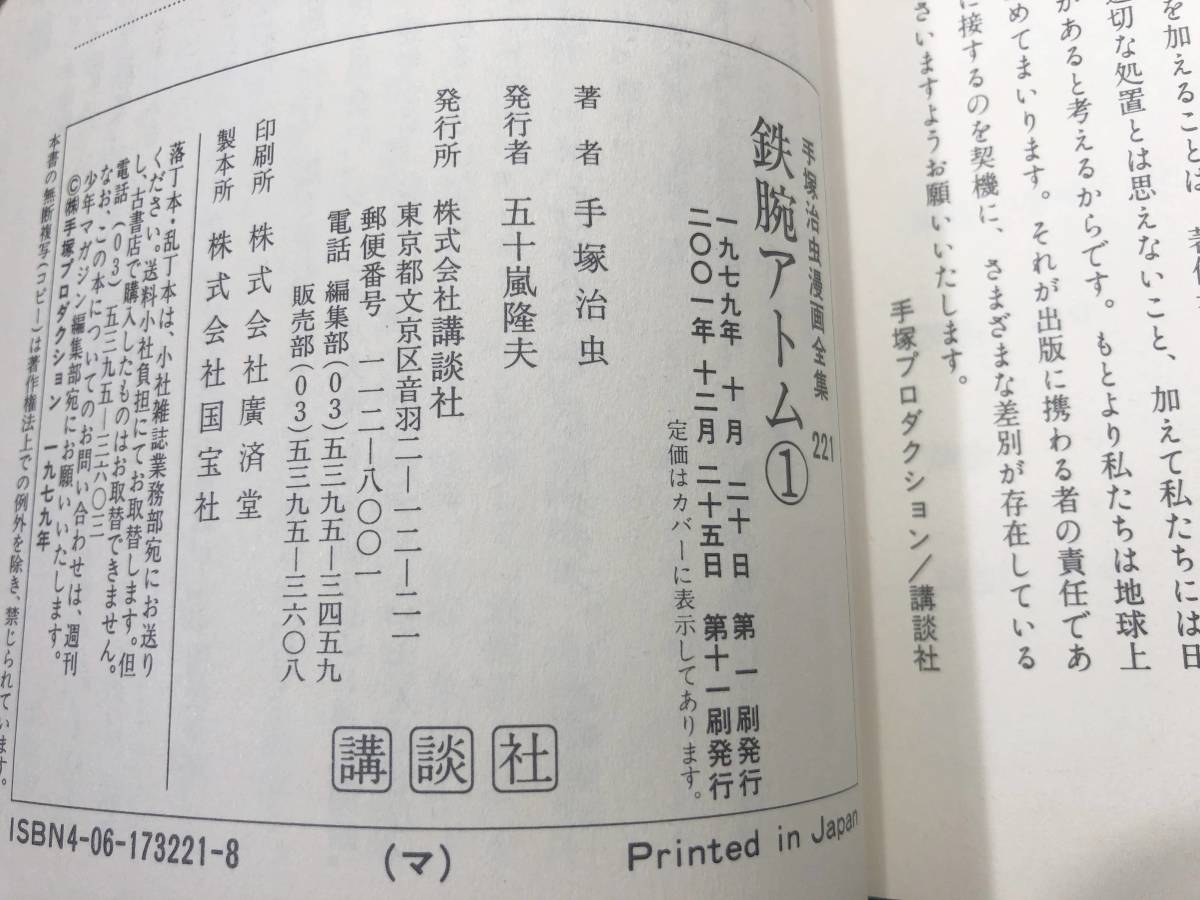 を加えることは、著作
適切な処置とは思えないこと、加えて私たちには日
があると考えるからです。もとより私たちは地球上
めてまいります。それが出版に携わる者の責任であ
に接するのを契機に、さまざまな差別が存在している
さいますようお願いいたします。
手塚プロダクション／講談社
手塚治虫漫画全集 221
鉄腕アトム①
一九七九年 十月 二十日 第一刷発行
二〇〇一年 十二月 二十五日 第十一刷発行
定価はカバーに表示してあります。
著者 手塚治虫
発行者 五十嵐隆夫
発行所 株式会社講談社
東京都文京区音羽二―一二―二一
郵便番号 一一二―八〇〇一
電話 編集部(03)五三九五―三四五九
販売部(03)五三九五―三六〇八
印刷所 株式会社廣済堂
製本所 株式会社国宝社
落丁本・乱丁本は、小社雑誌業務部宛にお送り
ください。送料小社負担にてお取替します。但
し、古書店で購入したものはお取替できません。
電話 (03)五三九五―三六〇三
なお、この本についてのお問い合わせは、週刊
少年マガジン編集部宛にお願いいたします。
©㈱手塚プロダクション 一九七九年
本書の無断複写(コピー)は著作権法上での例外を除き、禁じられています。
講談社
ISBN4-06-173221-8
(マ)
Printed in Japan